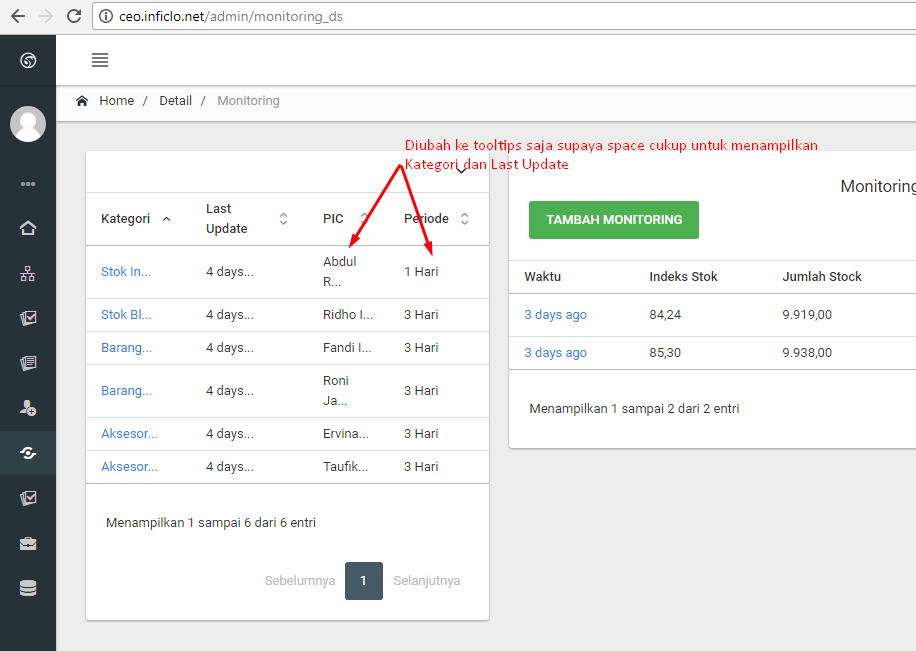 ceo.inficlo.net/admin/monitoring_ds
Home / Detail / Monitoring
Diubah ke tooltips saja supaya space cukup untuk menampilkan
Kategori dan Last Update
Kategori
Last
Update
PIC
Periode
Stok In...
4 days...
Abdul
R...
1 Hari
Stok Bl...
4 days...
Ridho I...
3 Hari
Barang...
4 days...
Fandi I...
3 Hari
Barang...
4 days...
Roni
Ja...
3 Hari
Aksesor...
4 days...
Ervina...
3 Hari
Aksesor...
4 days...
Taufik...
3 Hari
Menampilkan 1 sampai 6 dari 6 entri
Sebelumnya 1 Selanjutnya
Monitoring
TAMBAH MONITORING
Waktu Indeks Stok Jumlah Stock
3 days ago 84,24 9.919,00
3 days ago 85,30 9.938,00
Menampilkan 1 sampai 2 dari 2 entri